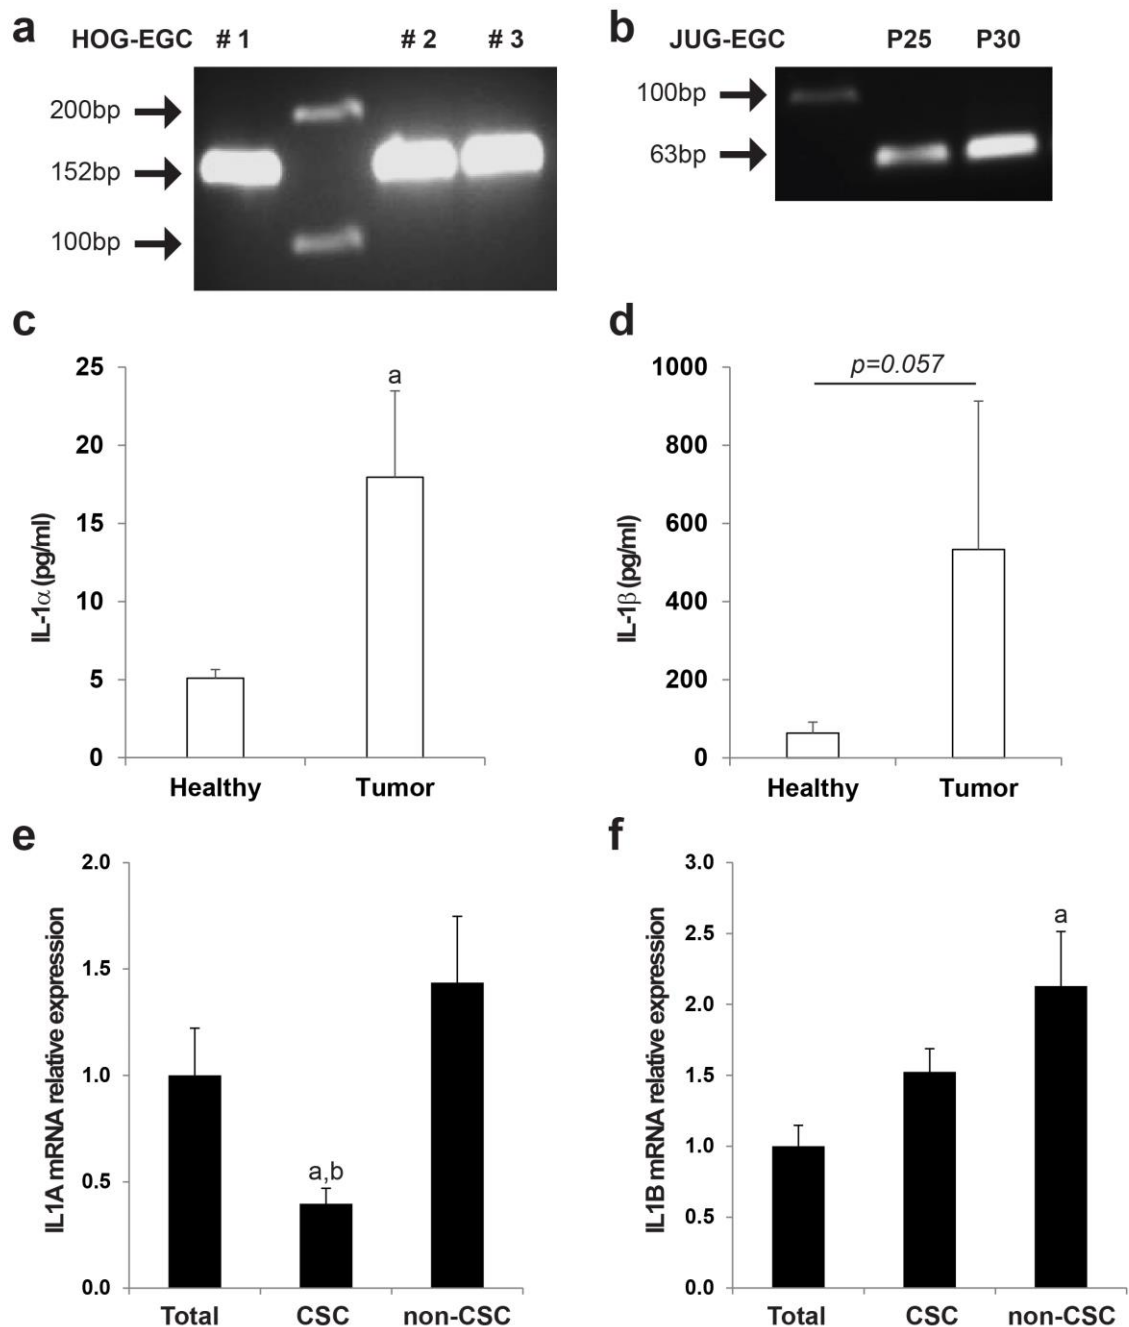 a
HOG-EGC # 1 # 2 # 3
200bp
152bp
100bp
b
JUG-EGC P25 P30
100bp
63bp
c
IL-1α (pg/ml)
25
20
15
10
5
0
a
Healthy Tumor
d
IL-1β (pg/ml)
1000
800
600
400
200
0
p=0.057
Healthy Tumor
e
IL1A mRNA relative expression
2.0
1.5
1.0
0.5
0.0
a,b
Total CSC non-CSC
f
IL1B mRNA relative expression
3.0
2.5
2.0
1.5
1.0
0.5
0.0
a
Total CSC non-CSC